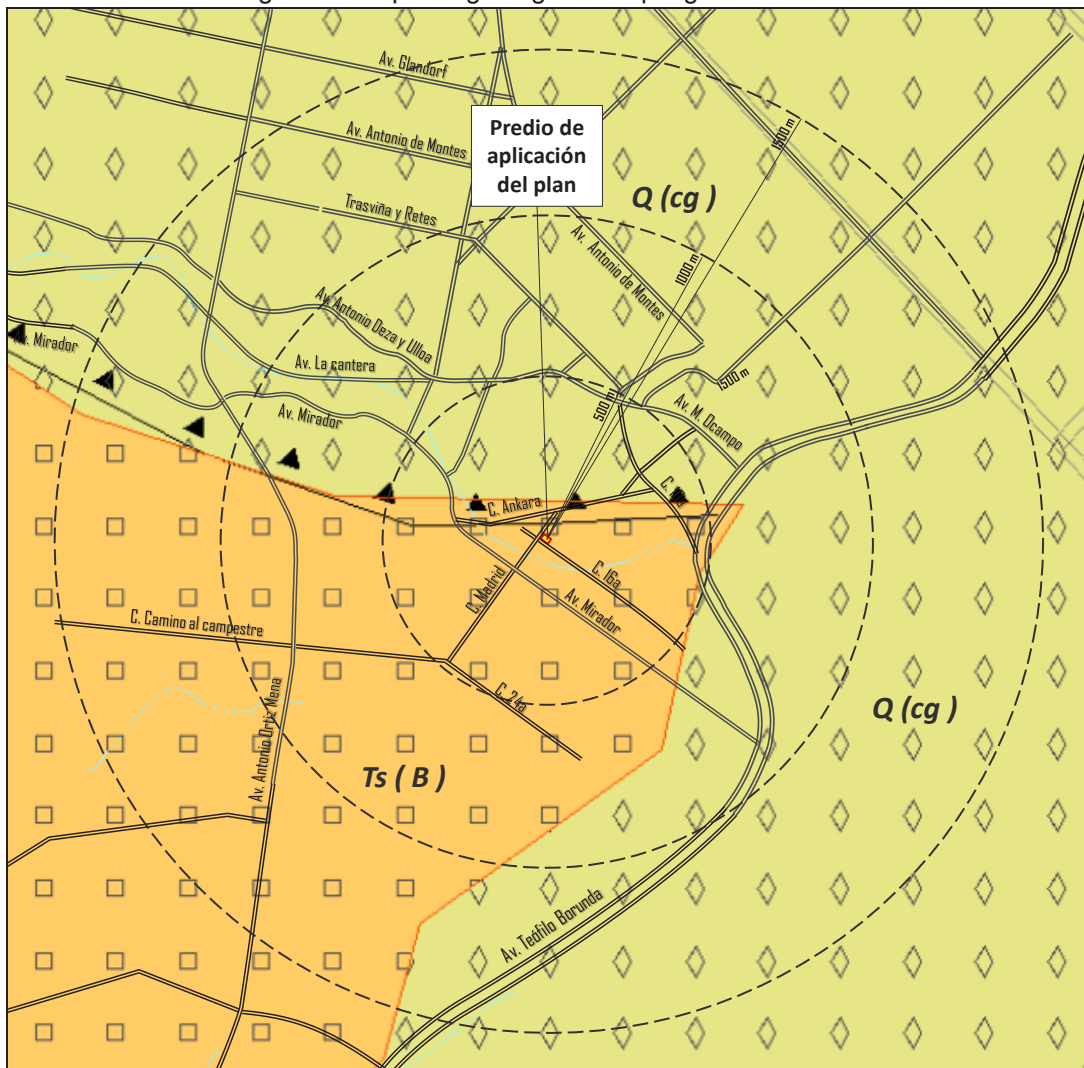 Av. Glandorf
Predio de
aplicación
del plan
1500 m
Av. Antonio de Montes
Q (cg )
Trasviña y Retes
Av. Antonio de Montes
1000 m
Av. Antonio Deza y Ulloa
Av. Mirador
Av. La cantera
1500 m
500 m
Av. Mirador
Av. M. Ocampo
C. Ankara
C. 16a
C. Madrid
Av. Mirador
C. Camino al campestre
C. 24a
Av. Antonio Ortiz Mena
Q (cg )
Ts ( B )
Av. Teófilo Borunda